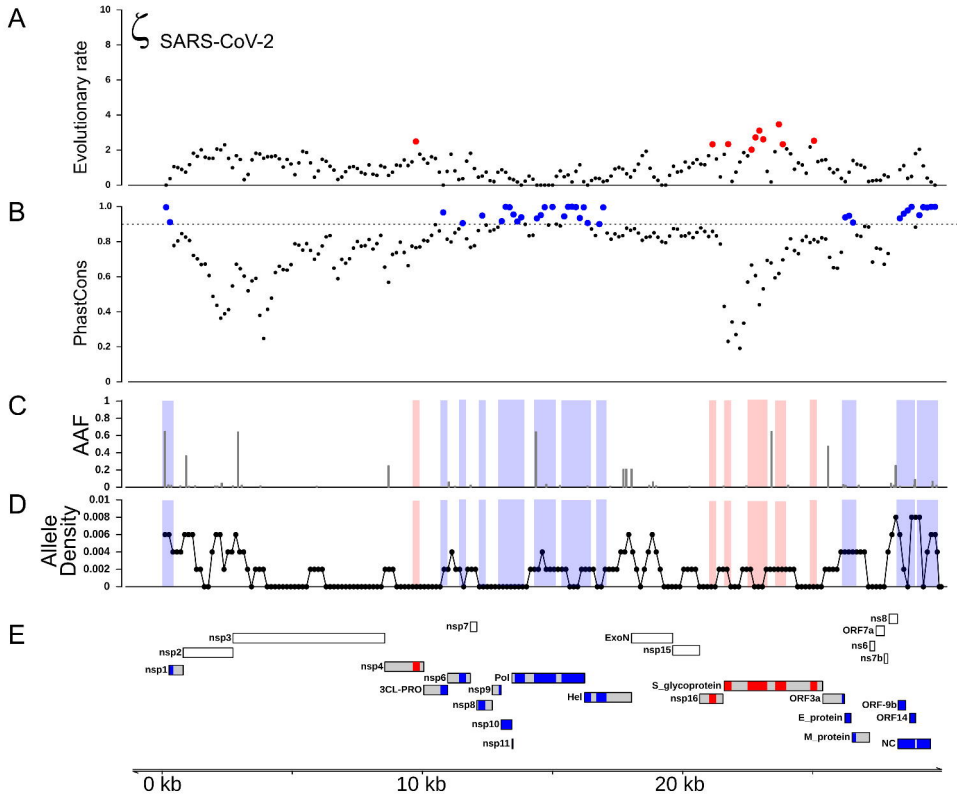 A
Evolutionary rate
10
8
6
4
2
0
ζ SARS-CoV-2
B
PhastCons
1.0
0.8
0.6
0.4
0.2
0
C
AAF
1
0.8
0.6
0.4
0.2
0
D
Allele
Density
0.01
0.008
0.006
0.004
0.002
0
E
ns8
nsp7
ORF7a
nsp3
ExoN
ns6
nsp2
nsp15
ns7b
nsp1
nsp4
nsp6
Pol
3CL-PRO
nsp9
S_glycoprotein
Hel
nsp16
ORF3a
nsp8
ORF-9b
nsp10
E_protein
ORF14
M_protein
nsp11
NC
0 kb
10 kb
20 kb